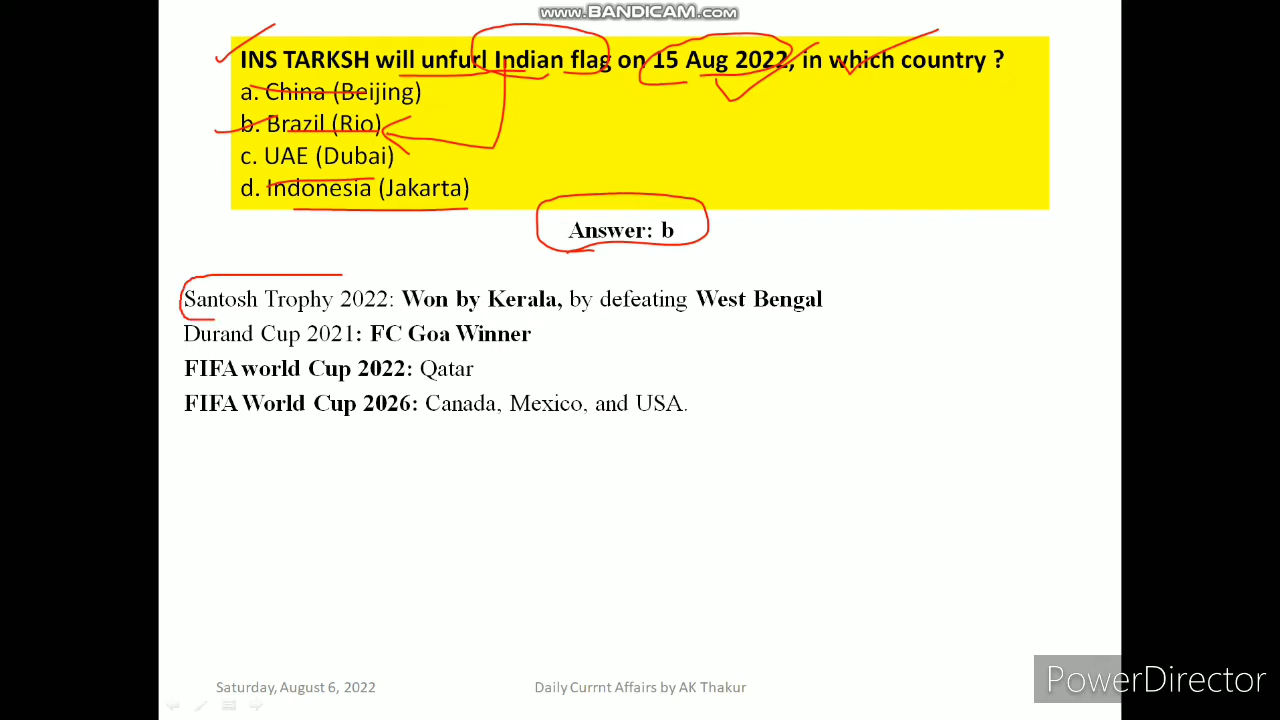 www.BANDICAM.com
INS TARKSH will unfurl Indian flag on 15 Aug 2022, in which country ?
a. China (Beijing)
b. Brazil (Rio)
c. UAE (Dubai)
d. Indonesia (Jakarta)
Answer: b
Santosh Trophy 2022: Won by Kerala, by defeating West Bengal
Durand Cup 2021: FC Goa Winner
FIFA world Cup 2022: Qatar
FIFA World Cup 2026: Canada, Mexico, and USA.
Saturday, August 6, 2022
Daily Currnt Affairs by AK Thakur
PowerDirector